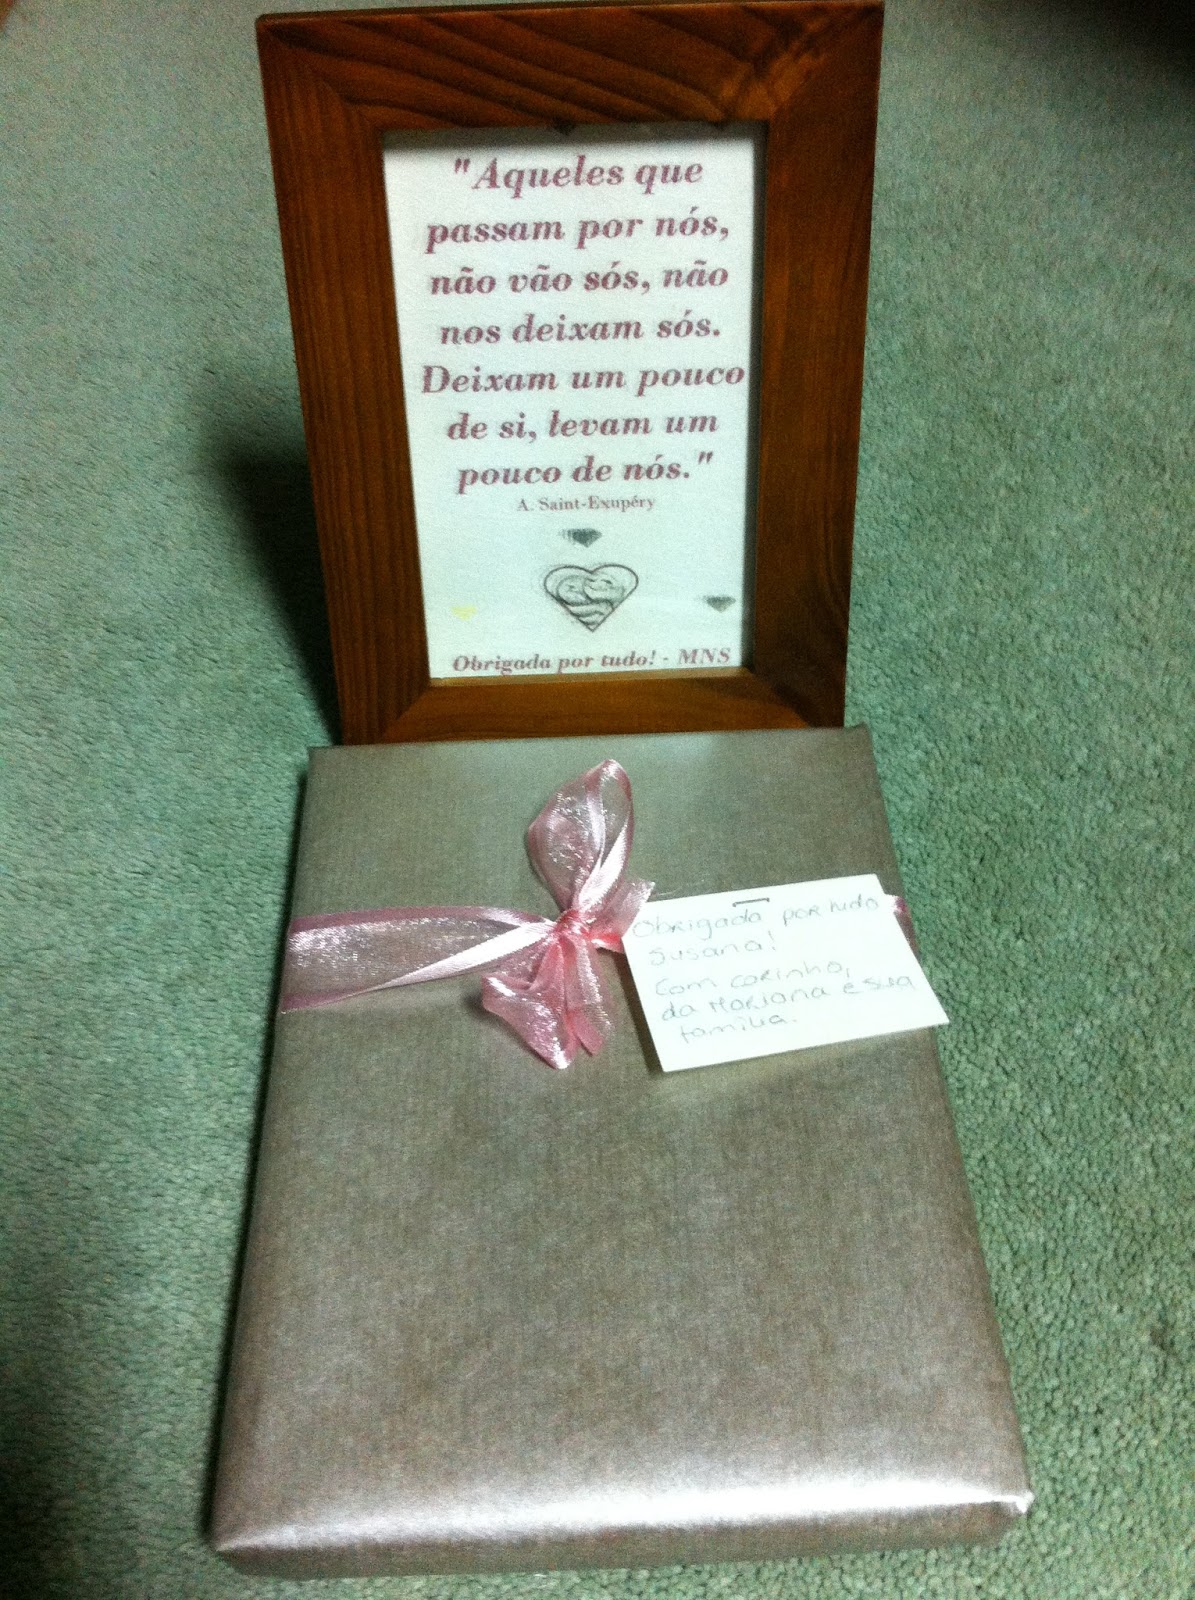 "Aqueles que
passam por nós,
não vão sós, não
nos deixam sós.
Deixam um pouco
de si, levam um
pouco de nós."
A. Saint-Exupéry
Obrigada por tudo! - MNS
Obrigada por tudo
Susana!
Com carinho,
da Mariana e sua
família.